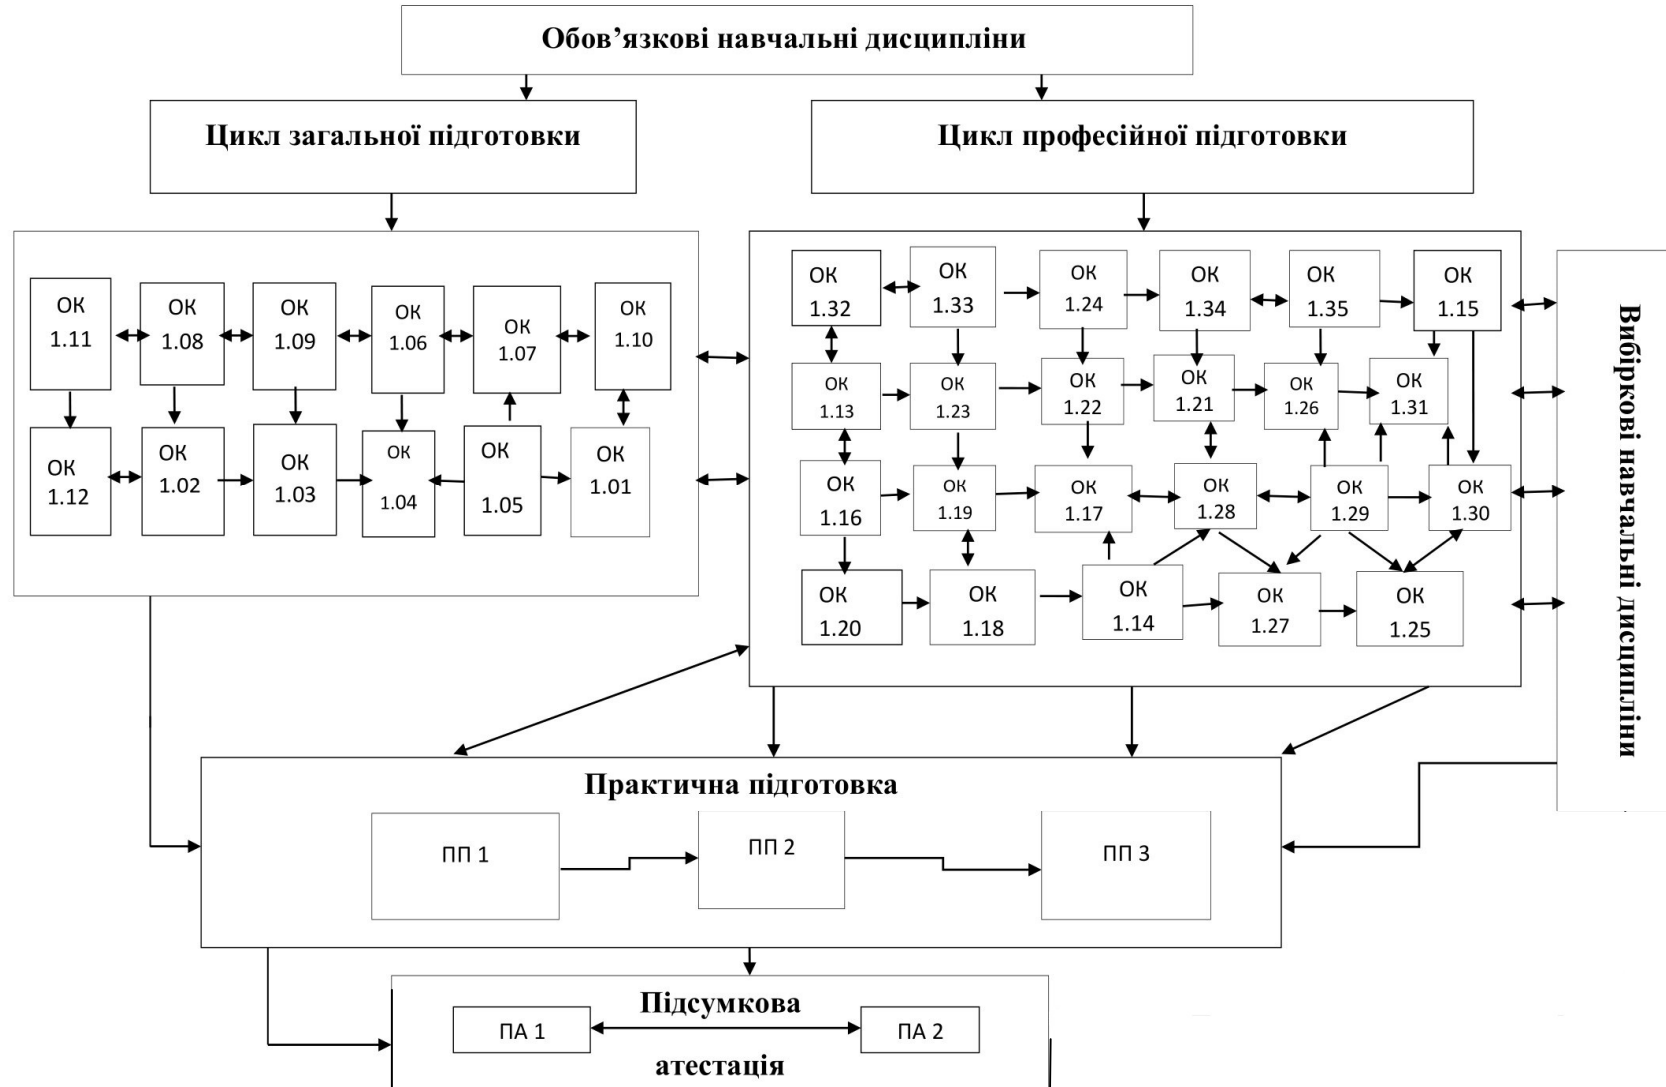 Обов’язкові навчальні дисципліни
Цикл загальної підготовки
Цикл професійної підготовки
ОК
1.11
ОК
1.08
ОК
1.09
ОК
1.06
ОК
1.07
ОК
1.10
ОК
1.12
ОК
1.02
ОК
1.03
ОК
1.04
ОК
1.05
ОК
1.01
ОК
1.32
ОК
1.33
ОК
1.24
ОК
1.34
ОК
1.35
ОК
1.15
ОК
1.13
ОК
1.23
ОК
1.22
ОК
1.21
ОК
1.26
ОК
1.31
ОК
1.16
ОК
1.19
ОК
1.17
ОК
1.28
ОК
1.29
ОК
1.30
ОК
1.20
ОК
1.18
ОК
1.14
ОК
1.27
ОК
1.25
Вибіркові навчальні дисципліни
Практична підготовка
ПП 1
ПП 2
ПП 3
Підсумкова
ПА 1
ПА 2
атестація